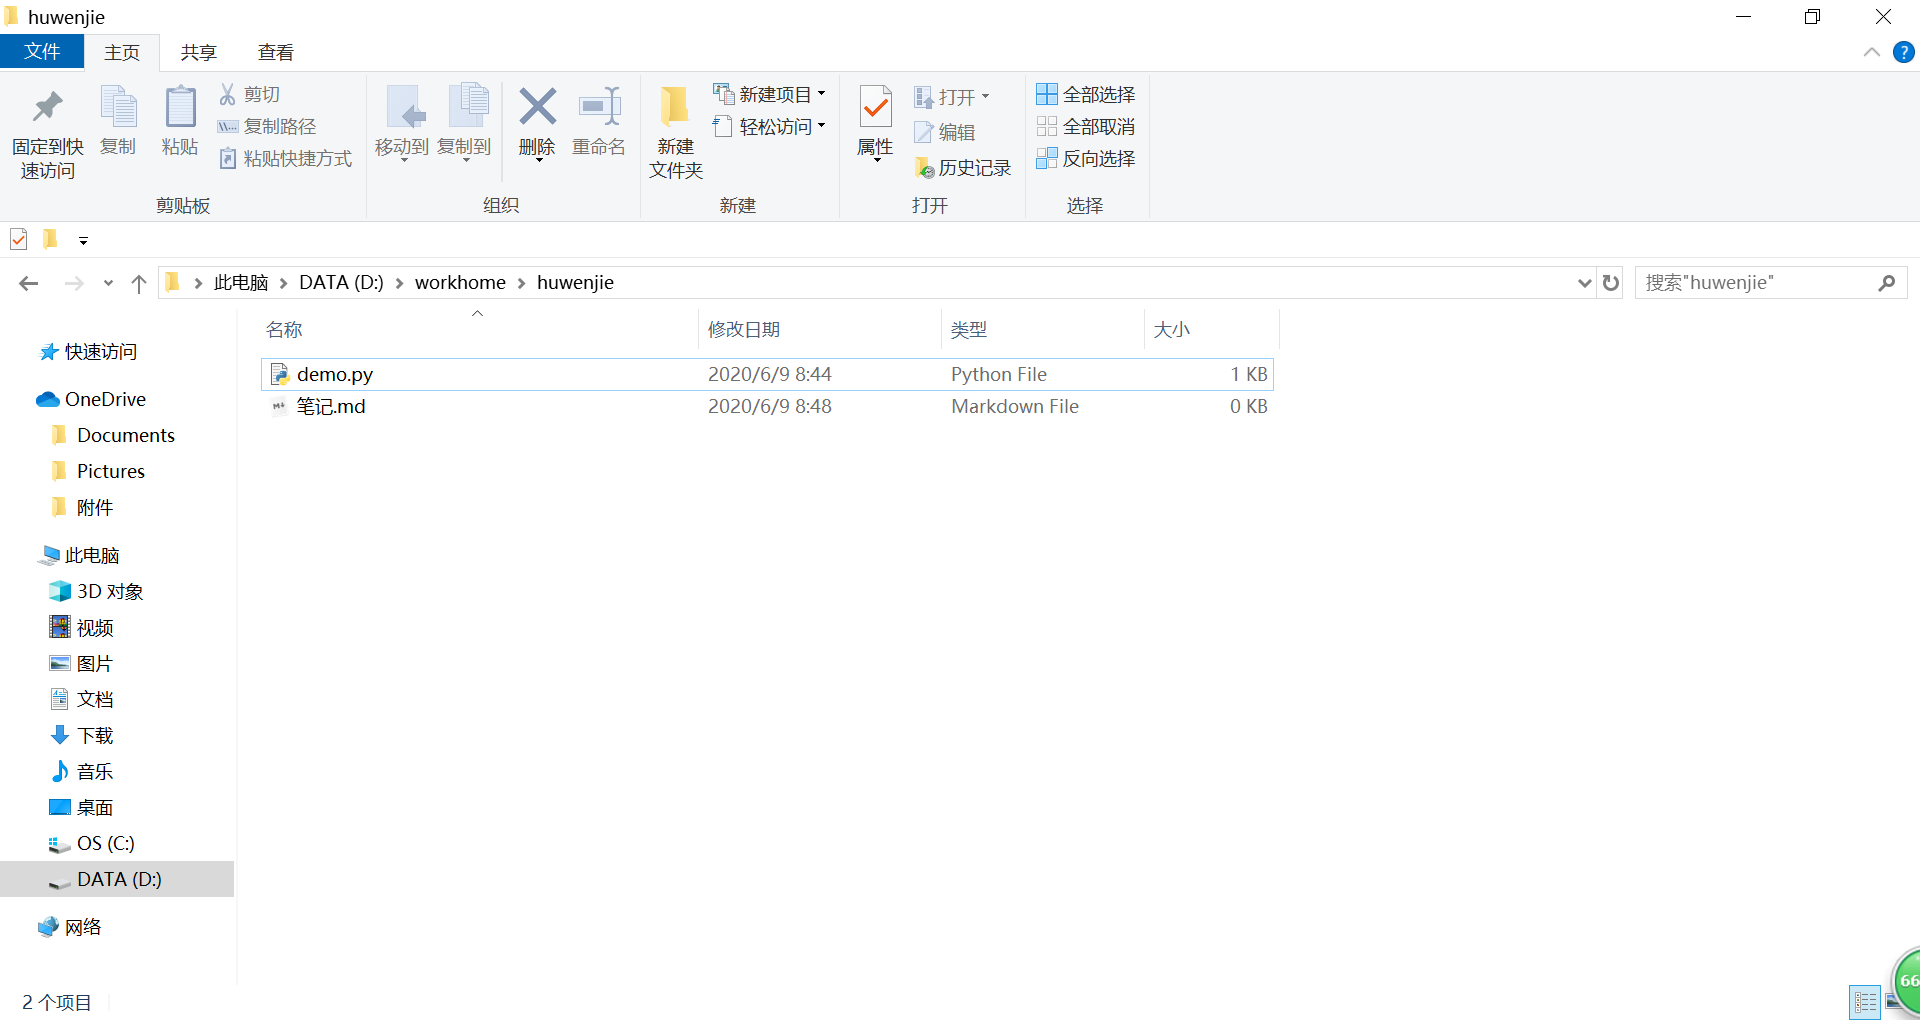 huwenjie
文件 主页 共享 查看
固定到快速访问
复制
粘贴
剪切
复制路径
粘贴快捷方式
剪贴板
移动到
复制到
删除
重命名
组织
新建文件夹
新建项目
轻松访问
新建
属性
打开
编辑
历史记录
打开
全部选择
全部取消
反向选择
选择
此电脑 DATA (D:) workhome huwenjie
搜索"huwenjie"
名称 修改日期 类型 大小
demo.py 2020/6/9 8:44 Python File 1 KB
笔记.md 2020/6/9 8:48 Markdown File 0 KB
快速访问
OneDrive
Documents
Pictures
附件
此电脑
3D 对象
视频
图片
文档
下载
音乐
桌面
OS (C:)
DATA (D:)
网络
2 个项目
66